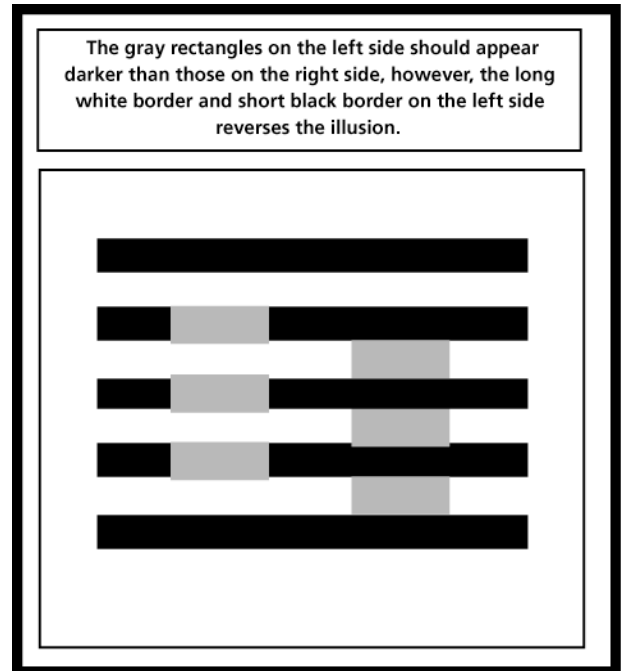 The gray rectangles on the left side should appear
darker than those on the right side, however, the long
white border and short black border on the left side
reverses the illusion.